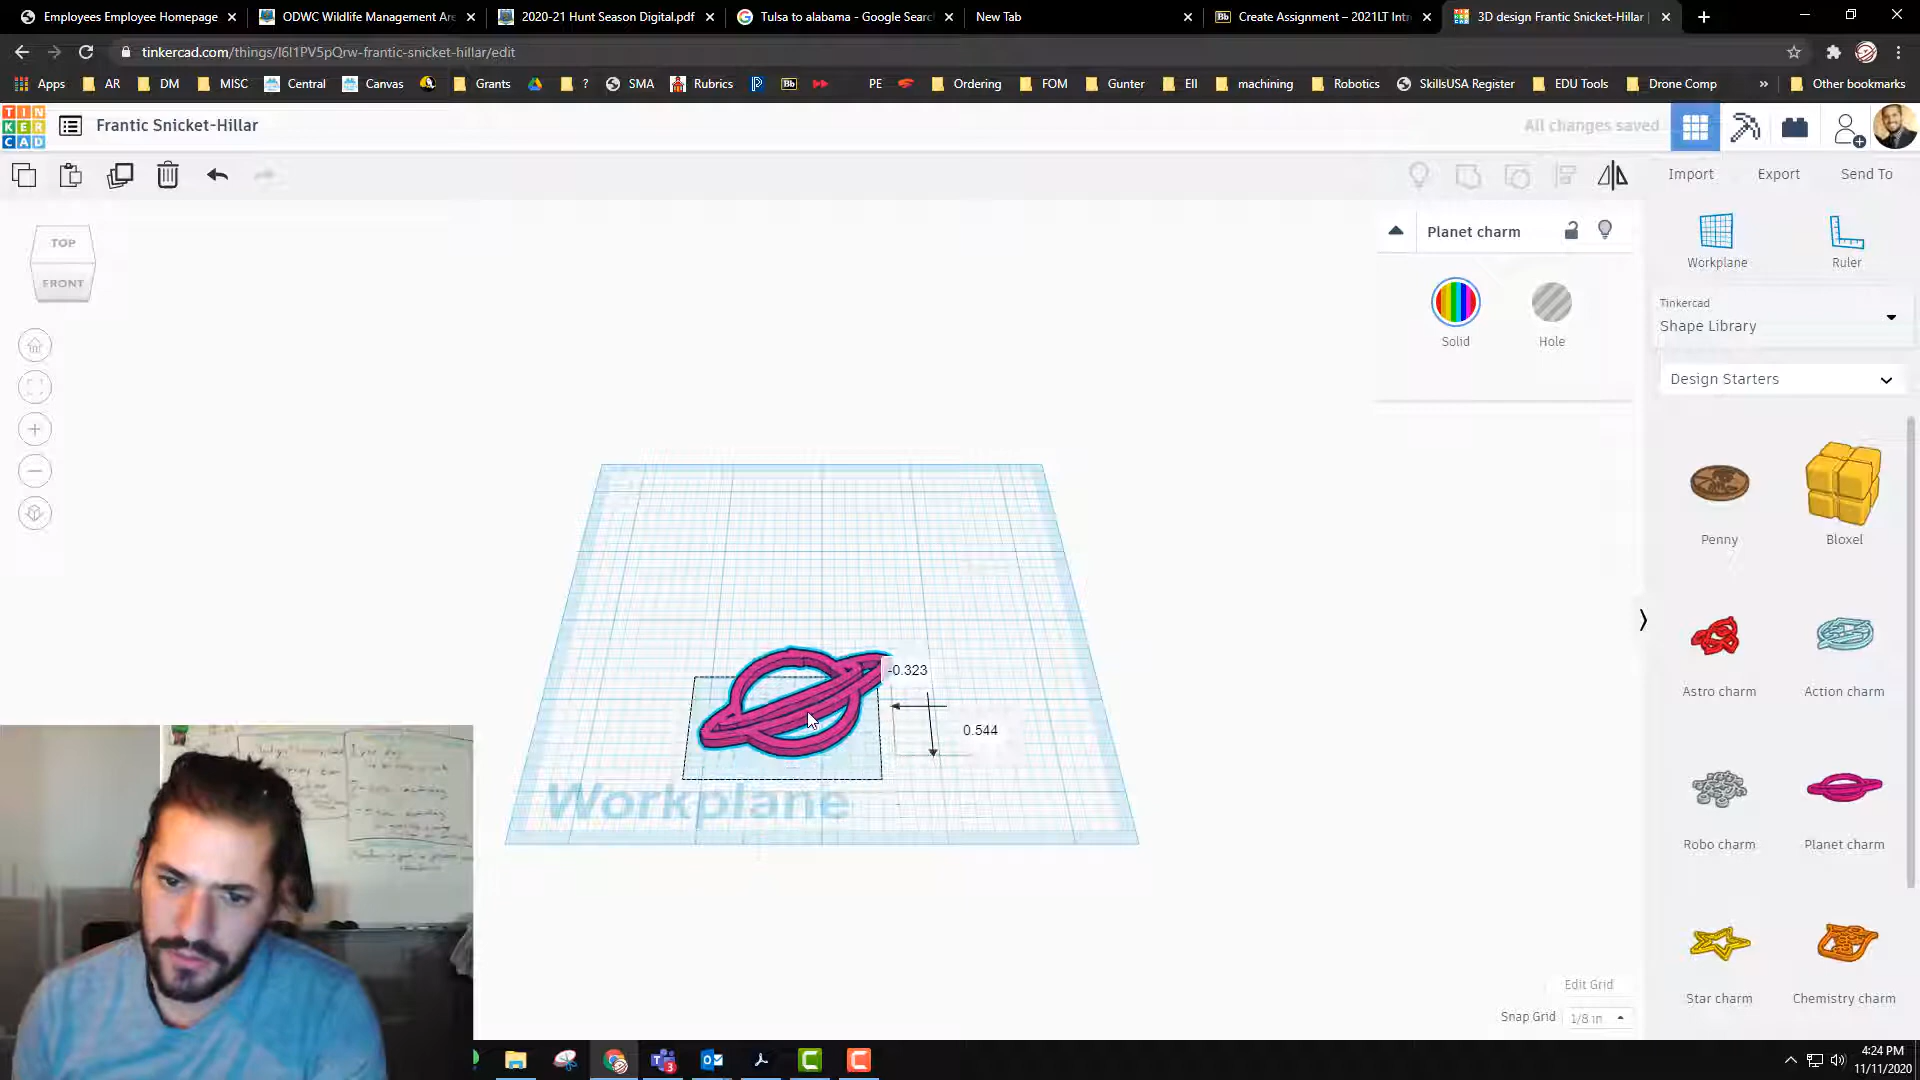 Employees Employee Homepage
ODWC Wildlife Management Are
2020-21 Hunt Season Digital.pdf
Tulsa to alabama - Google Searc
New Tab
Bb
Create Assignment – 2021LT Intr
3D design Frantic Snicket-Hillar
tinkercad.com/things/l6l1PV5pQrw-frantic-snicket-hillar/edit
Apps
AR
DM
MISC
Central
Canvas
Grants
?
SMA
Rubrics
Bb
PE
Ordering
FOM
Gunter
EII
machining
Robotics
SkillsUSA Register
EDU Tools
Drone Comp
»
Other bookmarks
TIN
KER
CAD
Frantic Snicket-Hillar
All changes saved
Import
Export
Send To
TOP
FRONT
Planet charm
Solid
Hole
Workplane
Ruler
Tinkercad
Shape Library
Design Starters
Penny
Bloxel
Astro charm
Action charm
Robo charm
Planet charm
Star charm
Chemistry charm
-0.323
0.544
Workplane
Edit Grid
Snap Grid
1/8 in
3
4:24 PM
11/11/2020